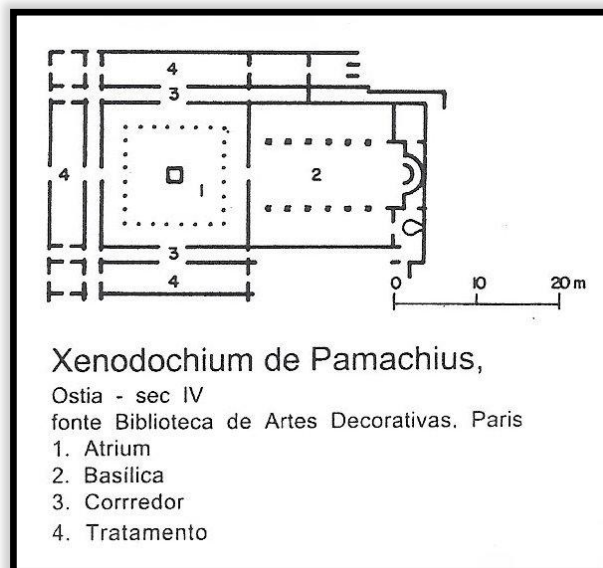 4
3
4
1
2
3
4
0 10 20 m
Xenodochium de Pamachius,
Ostia - sec IV
fonte Biblioteca de Artes Decorativas. Paris
1. Atrium
2. Basílica
3. Corrredor
4. Tratamento